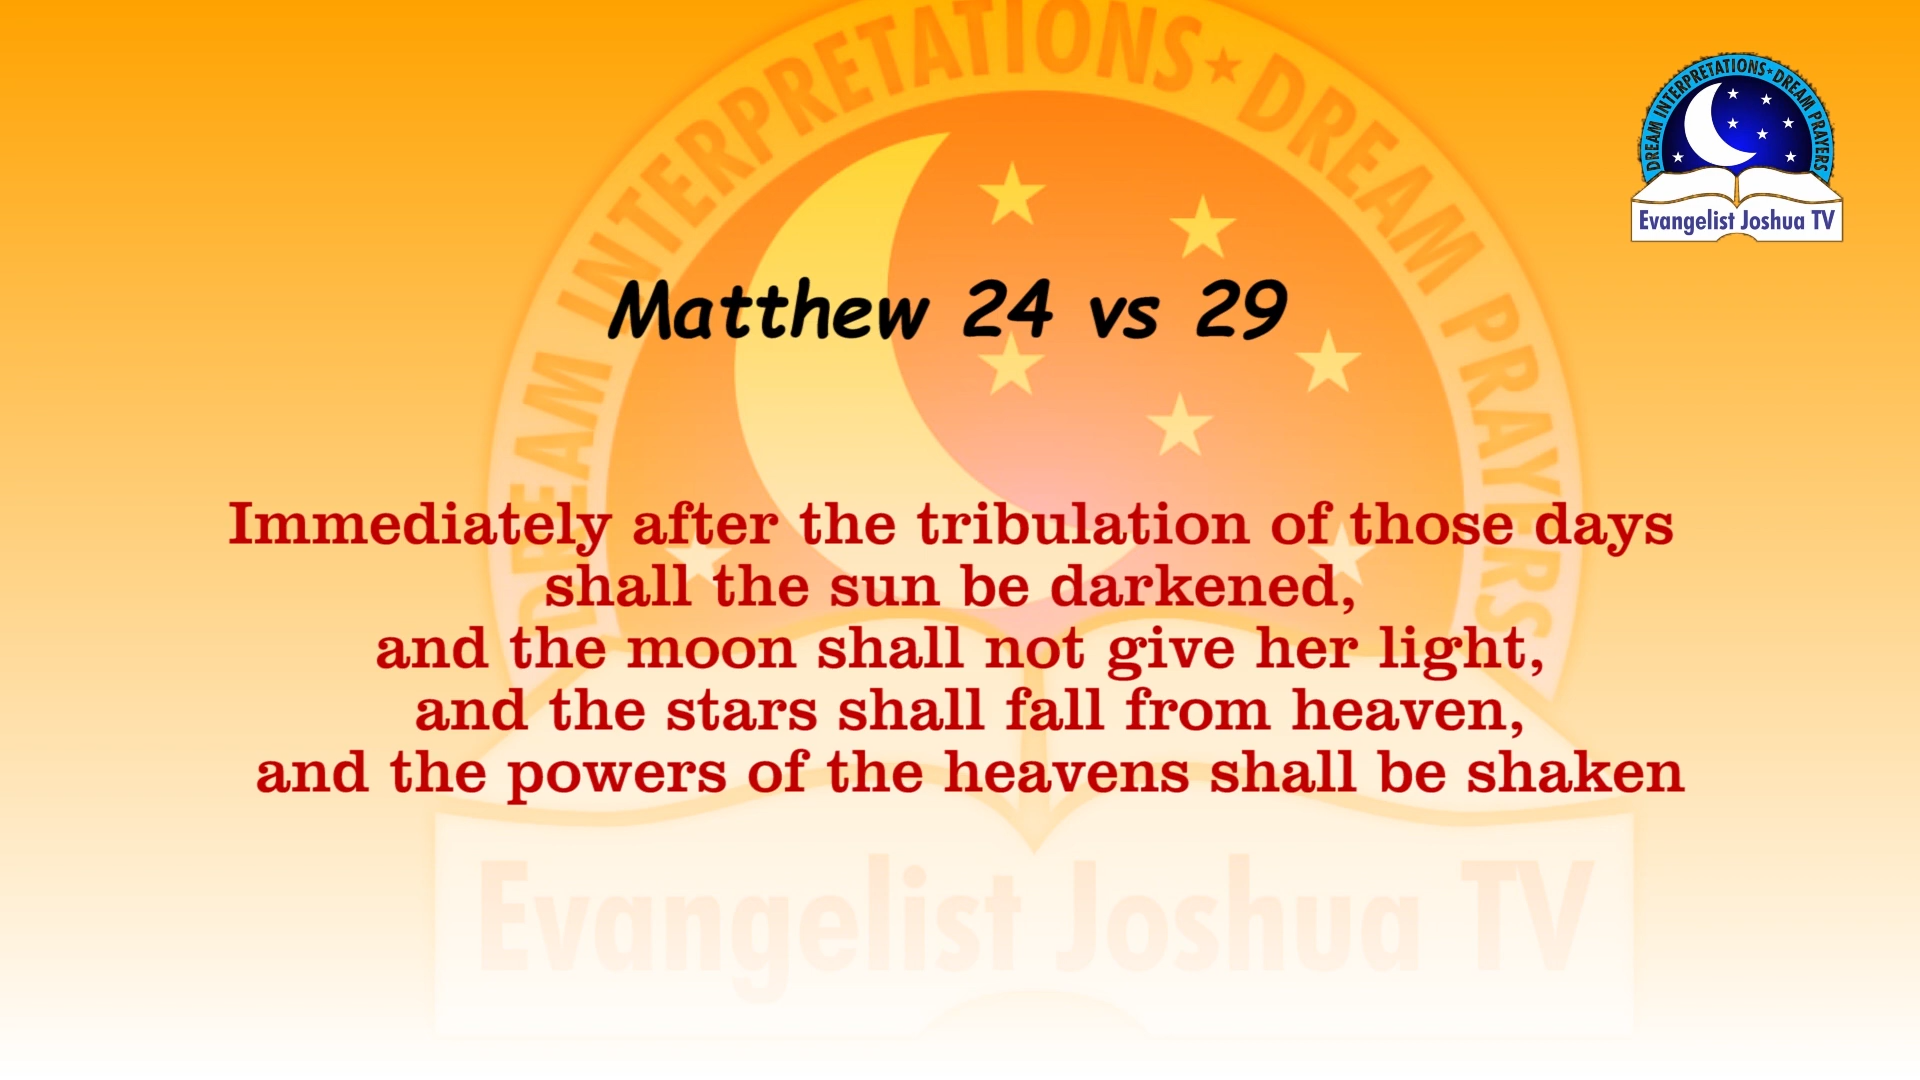 DREAM INTERPRETATIONS★DREAM PRAYERS
DREAM INTERPRETATIONS★DREAM PRAYERS
Evangelist Joshua TV
Matthew 24 vs 29
Immediately after the tribulation of those days
shall the sun be darkened,
and the moon shall not give her light,
and the stars shall fall from heaven,
and the powers of the heavens shall be shaken
Evangelist Joshua TV